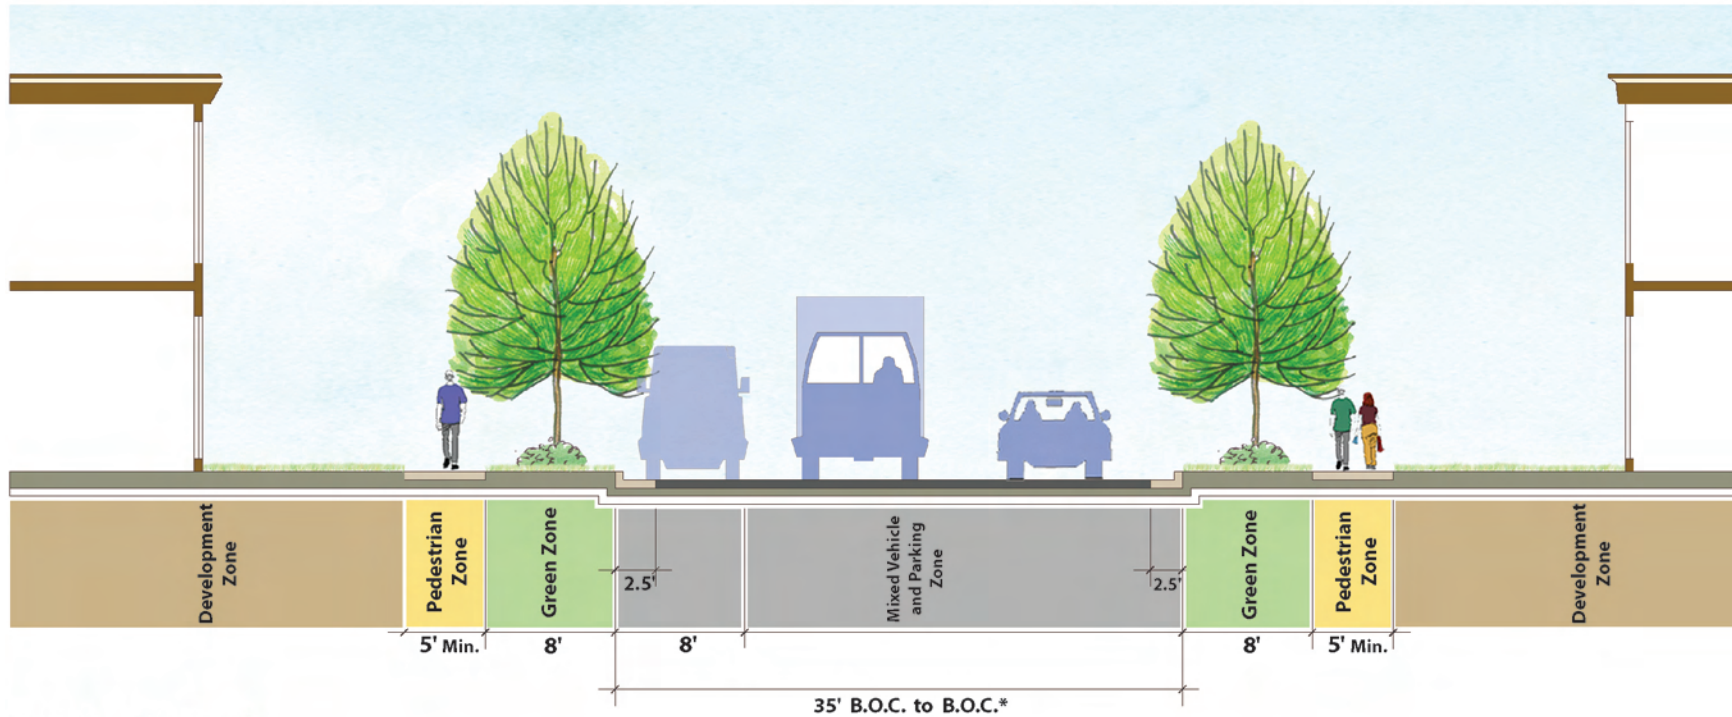 Development
Zone
Pedestrian
Zone
Green Zone
2.5'
Mixed Vehicle
and Parking
Zone
2.5'
Green Zone
Pedestrian
Zone
Development
Zone
5' Min.
8'
8'
8'
5' Min.
35' B.O.C. to B.O.C.*